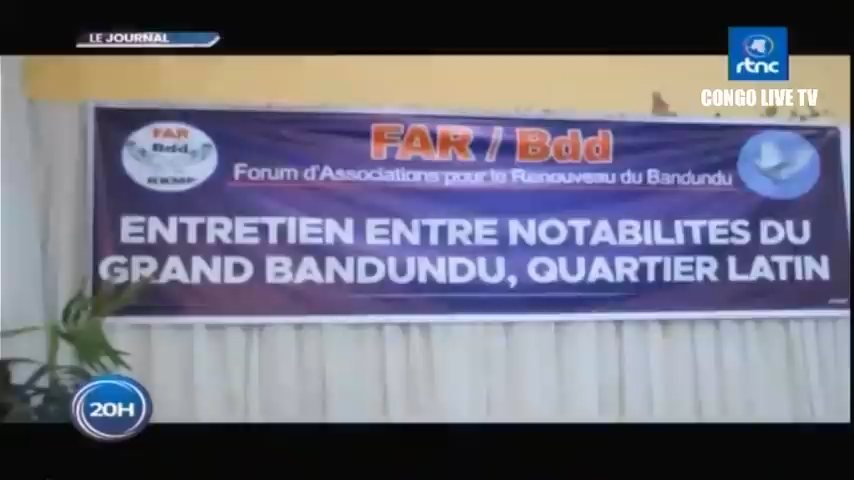 LE JOURNAL
rtnc
CONGO LIVE TV
FAR / Bdd
FAR
Bdd
Forum d'Associations pour le Renouveau du Bandundu
ENTRETIEN ENTRE NOTABILITES DU
GRAND BANDUNDU, QUARTIER LATIN
20H